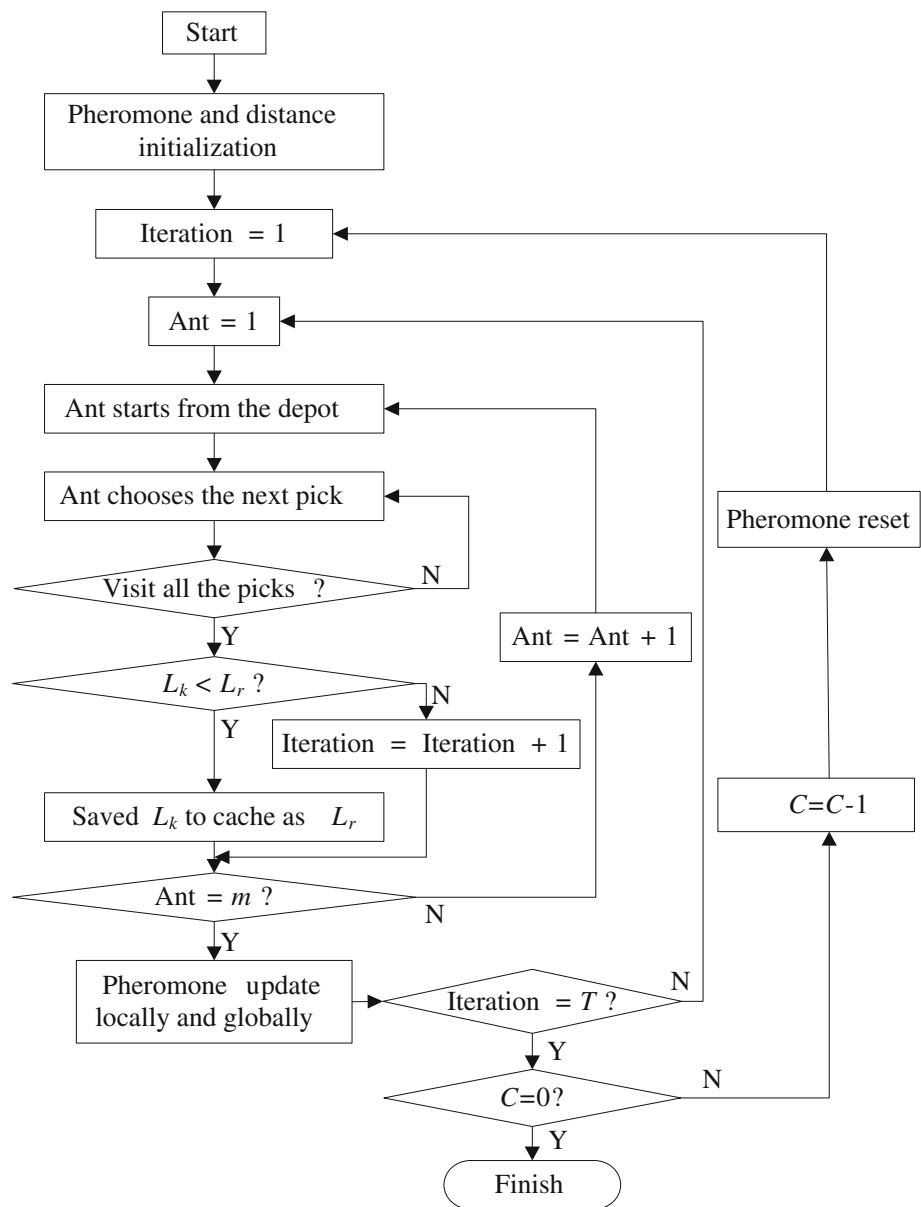 Start
Pheromone and distance
initialization
Iteration = 1
Ant = 1
Ant starts from the depot
Ant chooses the next pick
Visit all the picks ?
N
Y
Lk < Lr ?
N
Y
Iteration = Iteration + 1
Saved Lk to cache as Lr
Ant = m ?
N
Y
Pheromone update
locally and globally
Iteration = T ?
N
Y
C=0?
N
Y
Finish
Ant = Ant + 1
Pheromone reset
C=C-1